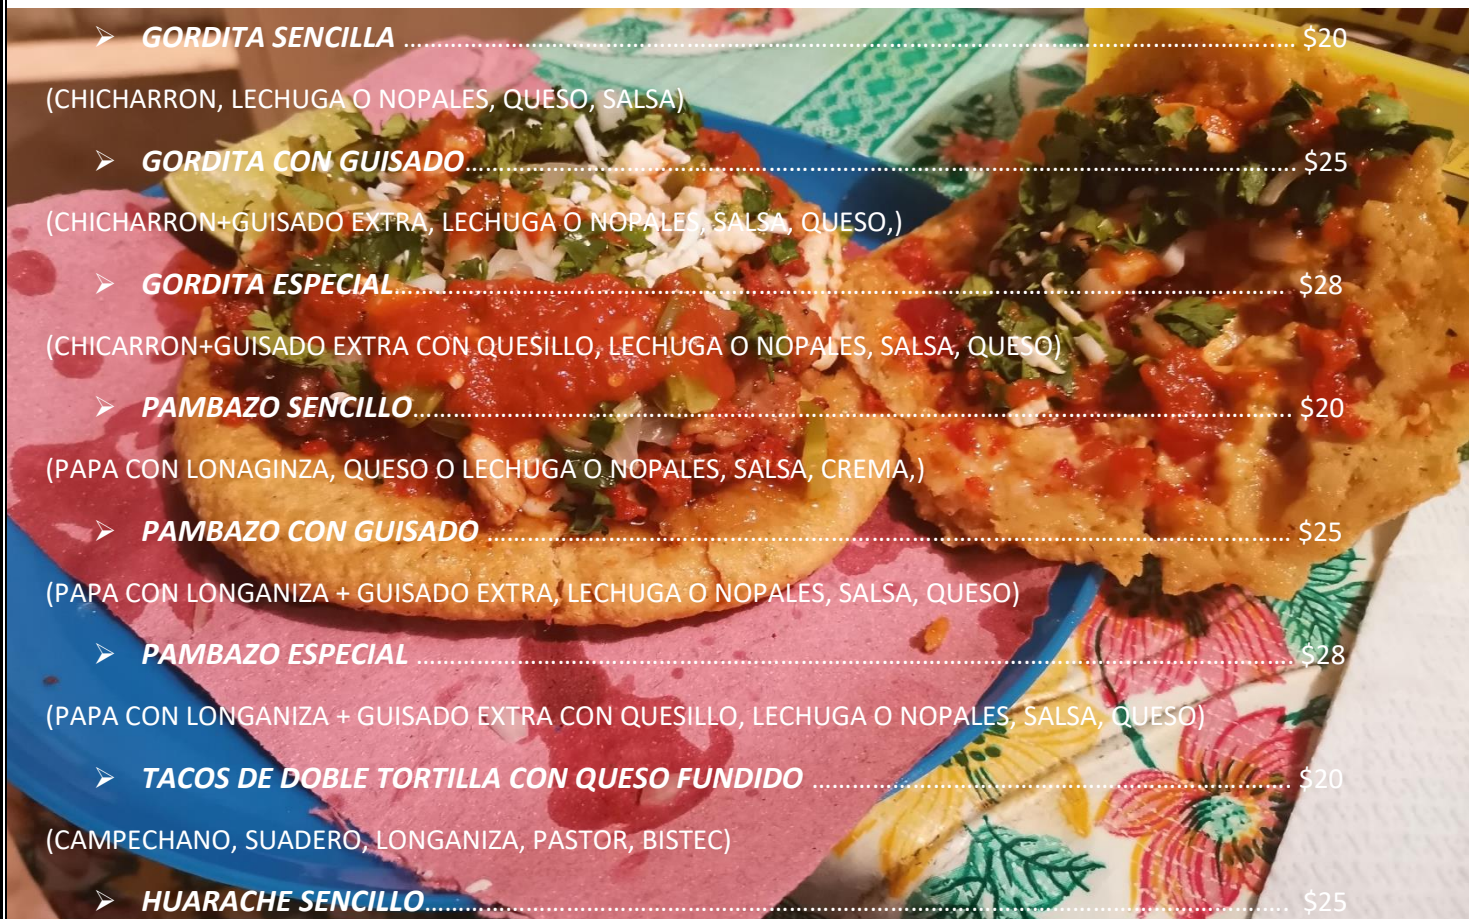 ➢ GORDITA SENCILLA ........................................ $20
(CHICHARRON, LECHUGA O NOPALES, QUESO, SALSA)
➢ GORDITA CON GUISADO........................................ $25
(CHICHARRON+GUISADO EXTRA, LECHUGA O NOPALES, SALSA, QUESO,)
➢ GORDITA ESPECIAL........................................ $28
(CHICARRON+GUISADO EXTRA CON QUESILLO, LECHUGA O NOPALES, SALSA, QUESO)
➢ PAMBAZO SENCILLO........................................ $20
(PAPA CON LONAGINZA, QUESO O LECHUGA O NOPALES, SALSA, CREMA,)
➢ PAMBAZO CON GUISADO ........................................ $25
(PAPA CON LONGANIZA + GUISADO EXTRA, LECHUGA O NOPALES, SALSA, QUESO)
➢ PAMBAZO ESPECIAL ........................................ $28
(PAPA CON LONGANIZA + GUISADO EXTRA CON QUESILLO, LECHUGA O NOPALES, SALSA, QUESO)
➢ TACOS DE DOBLE TORTILLA CON QUESO FUNDIDO ........................................ $20
(CAMPECHANO, SUADERO, LONGANIZA, PASTOR, BISTEC)
➢ HUARACHE SENCILLO........................................ $25